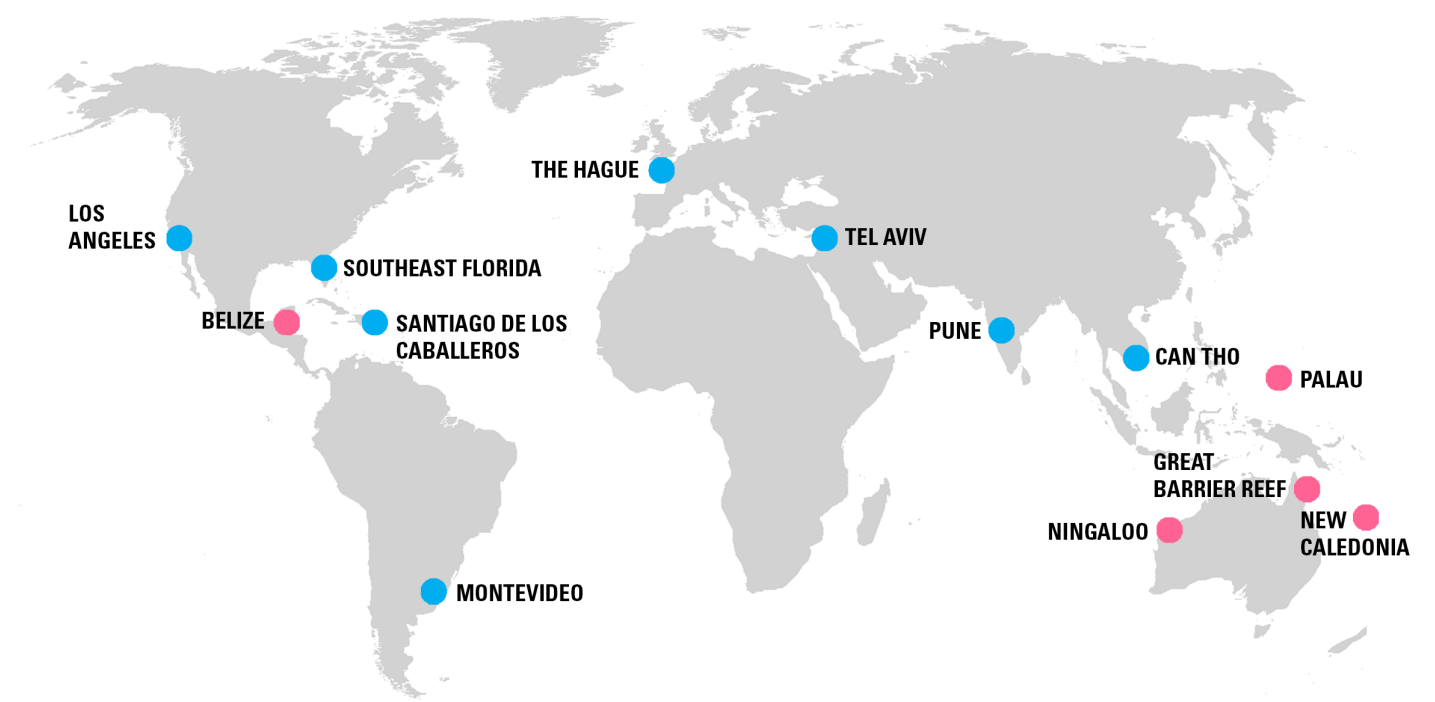 THE HAGUE
LOS
ANGELES
TEL AVIV
SOUTHEAST FLORIDA
BELIZE
SANTIAGO DE LOS
CABALLEROS
PUNE
CAN THO
PALAU
GREAT
BARRIER REEF
NINGALOO
NEW
CALEDONIA
MONTEVIDEO